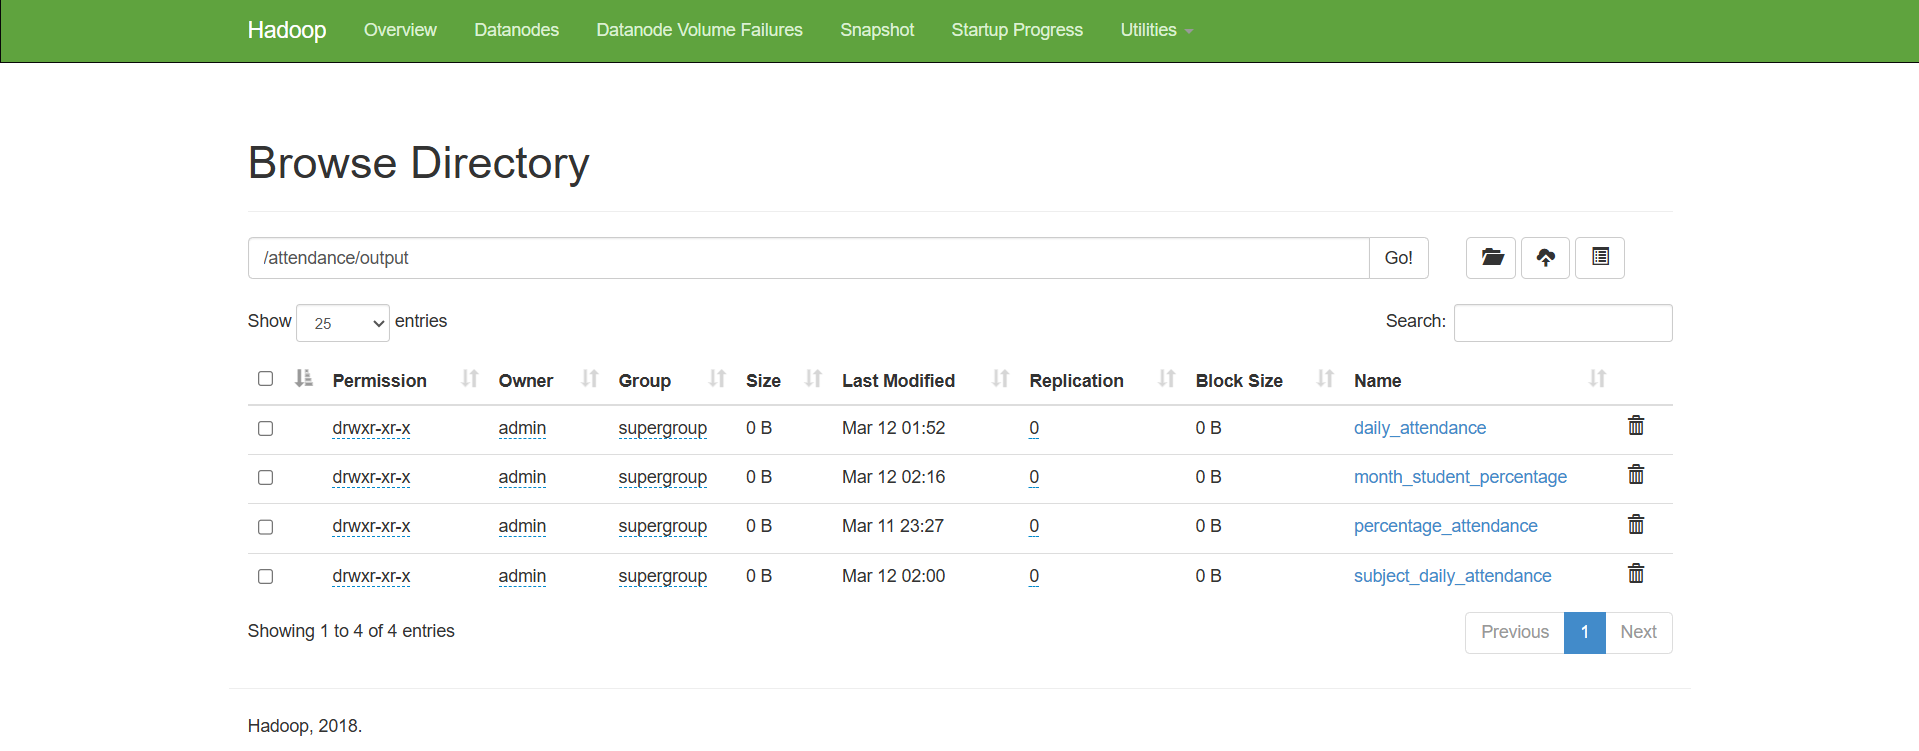 Hadoop Overview Datanodes Datanode Volume Failures Snapshot Startup Progress Utilities
Browse Directory
/attendance/output Go!
Show 25 entries Search:
Permission Owner Group Size Last Modified Replication Block Size Name
drwxr-xr-x admin supergroup 0 B Mar 12 01:52 0 0 B daily_attendance
drwxr-xr-x admin supergroup 0 B Mar 12 02:16 0 0 B month_student_percentage
drwxr-xr-x admin supergroup 0 B Mar 11 23:27 0 0 B percentage_attendance
drwxr-xr-x admin supergroup 0 B Mar 12 02:00 0 0 B subject_daily_attendance
Showing 1 to 4 of 4 entries Previous 1 Next
Hadoop, 2018.